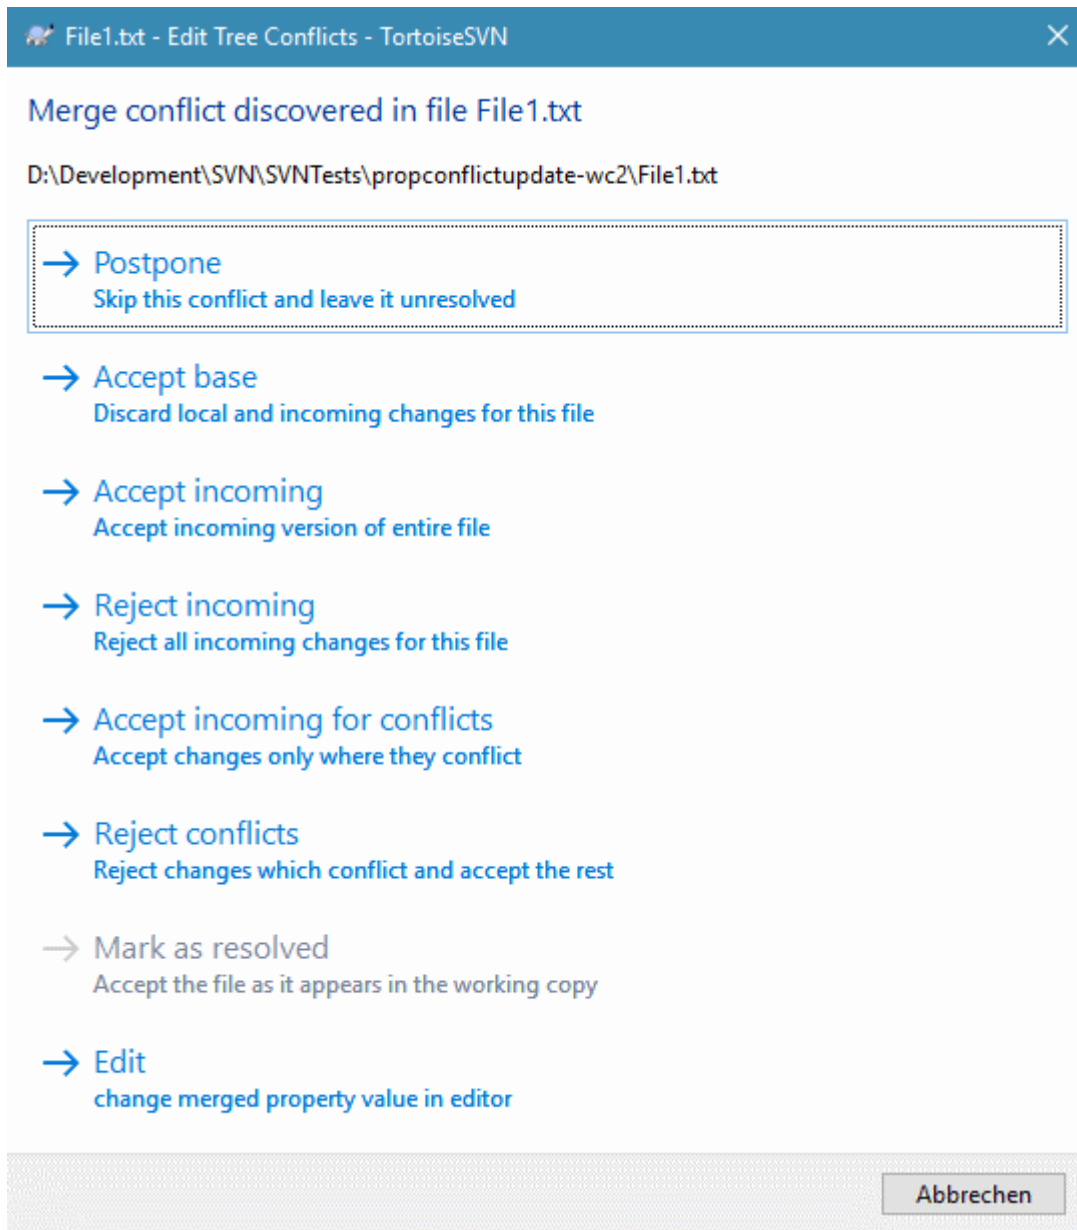 File1.txt - Edit Tree Conflicts - TortoiseSVN
Merge conflict discovered in file File1.txt
D:\Development\SVN\SVNTests\propconflictupdate-wc2\File1.txt
Postpone
Skip this conflict and leave it unresolved
Accept base
Discard local and incoming changes for this file
Accept incoming
Accept incoming version of entire file
Reject incoming
Reject all incoming changes for this file
Accept incoming for conflicts
Accept changes only where they conflict
Reject conflicts
Reject changes which conflict and accept the rest
Mark as resolved
Accept the file as it appears in the working copy
Edit
change merged property value in editor
Abbrechen